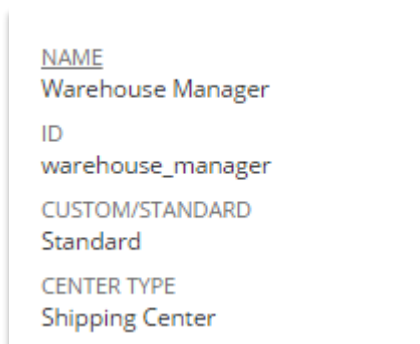 NAME
Warehouse Manager
ID
warehouse_manager
CUSTOM/STANDARD
Standard
CENTER TYPE
Shipping Center